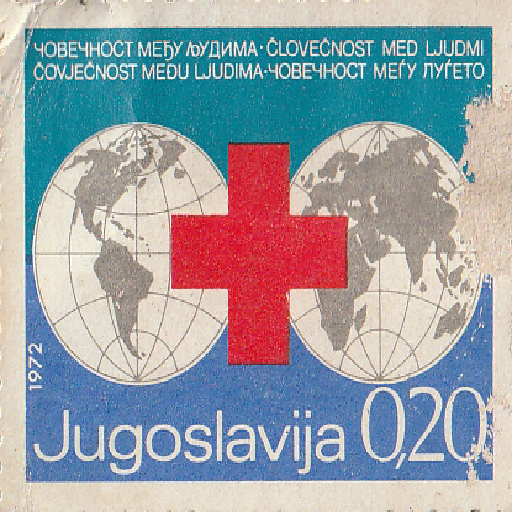 ЧОВЕЧНОСТ МЕЂУ ЉУДИМА · ČLOVEČNOST MED LJUDMI
ČOVJEČNOST MEĐU LJUDIMA · ЧОВЕЧНОСТ МЕЃУ ЛУЃЕТО
1972
Jugoslavija 0,20